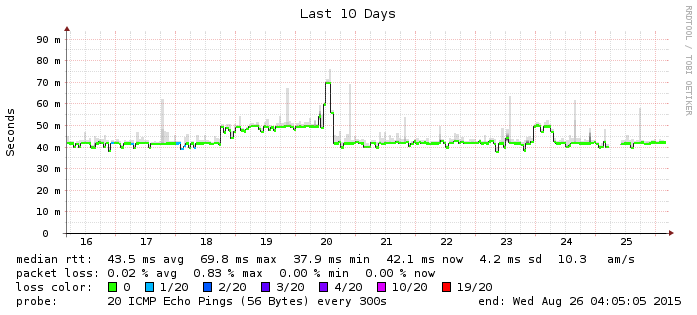 Last 10 Days
RRDTOOL / TOBI OETIKER
Seconds
90 m
80 m
70 m
60 m
50 m
40 m
30 m
20 m
10 m
0
16 17 18 19 20 21 22 23 24 25
median rtt: 43.5 ms avg 69.8 ms max 37.9 ms min 42.1 ms now 4.2 ms sd 10.3 am/s
packet loss: 0.02 % avg 0.83 % max 0.00 % min 0.00 % now
loss color: 0 1/20 2/20 3/20 4/20 10/20 19/20
probe: 20 ICMP Echo Pings (56 Bytes) every 300s end: Wed Aug 26 04:05:05 2015